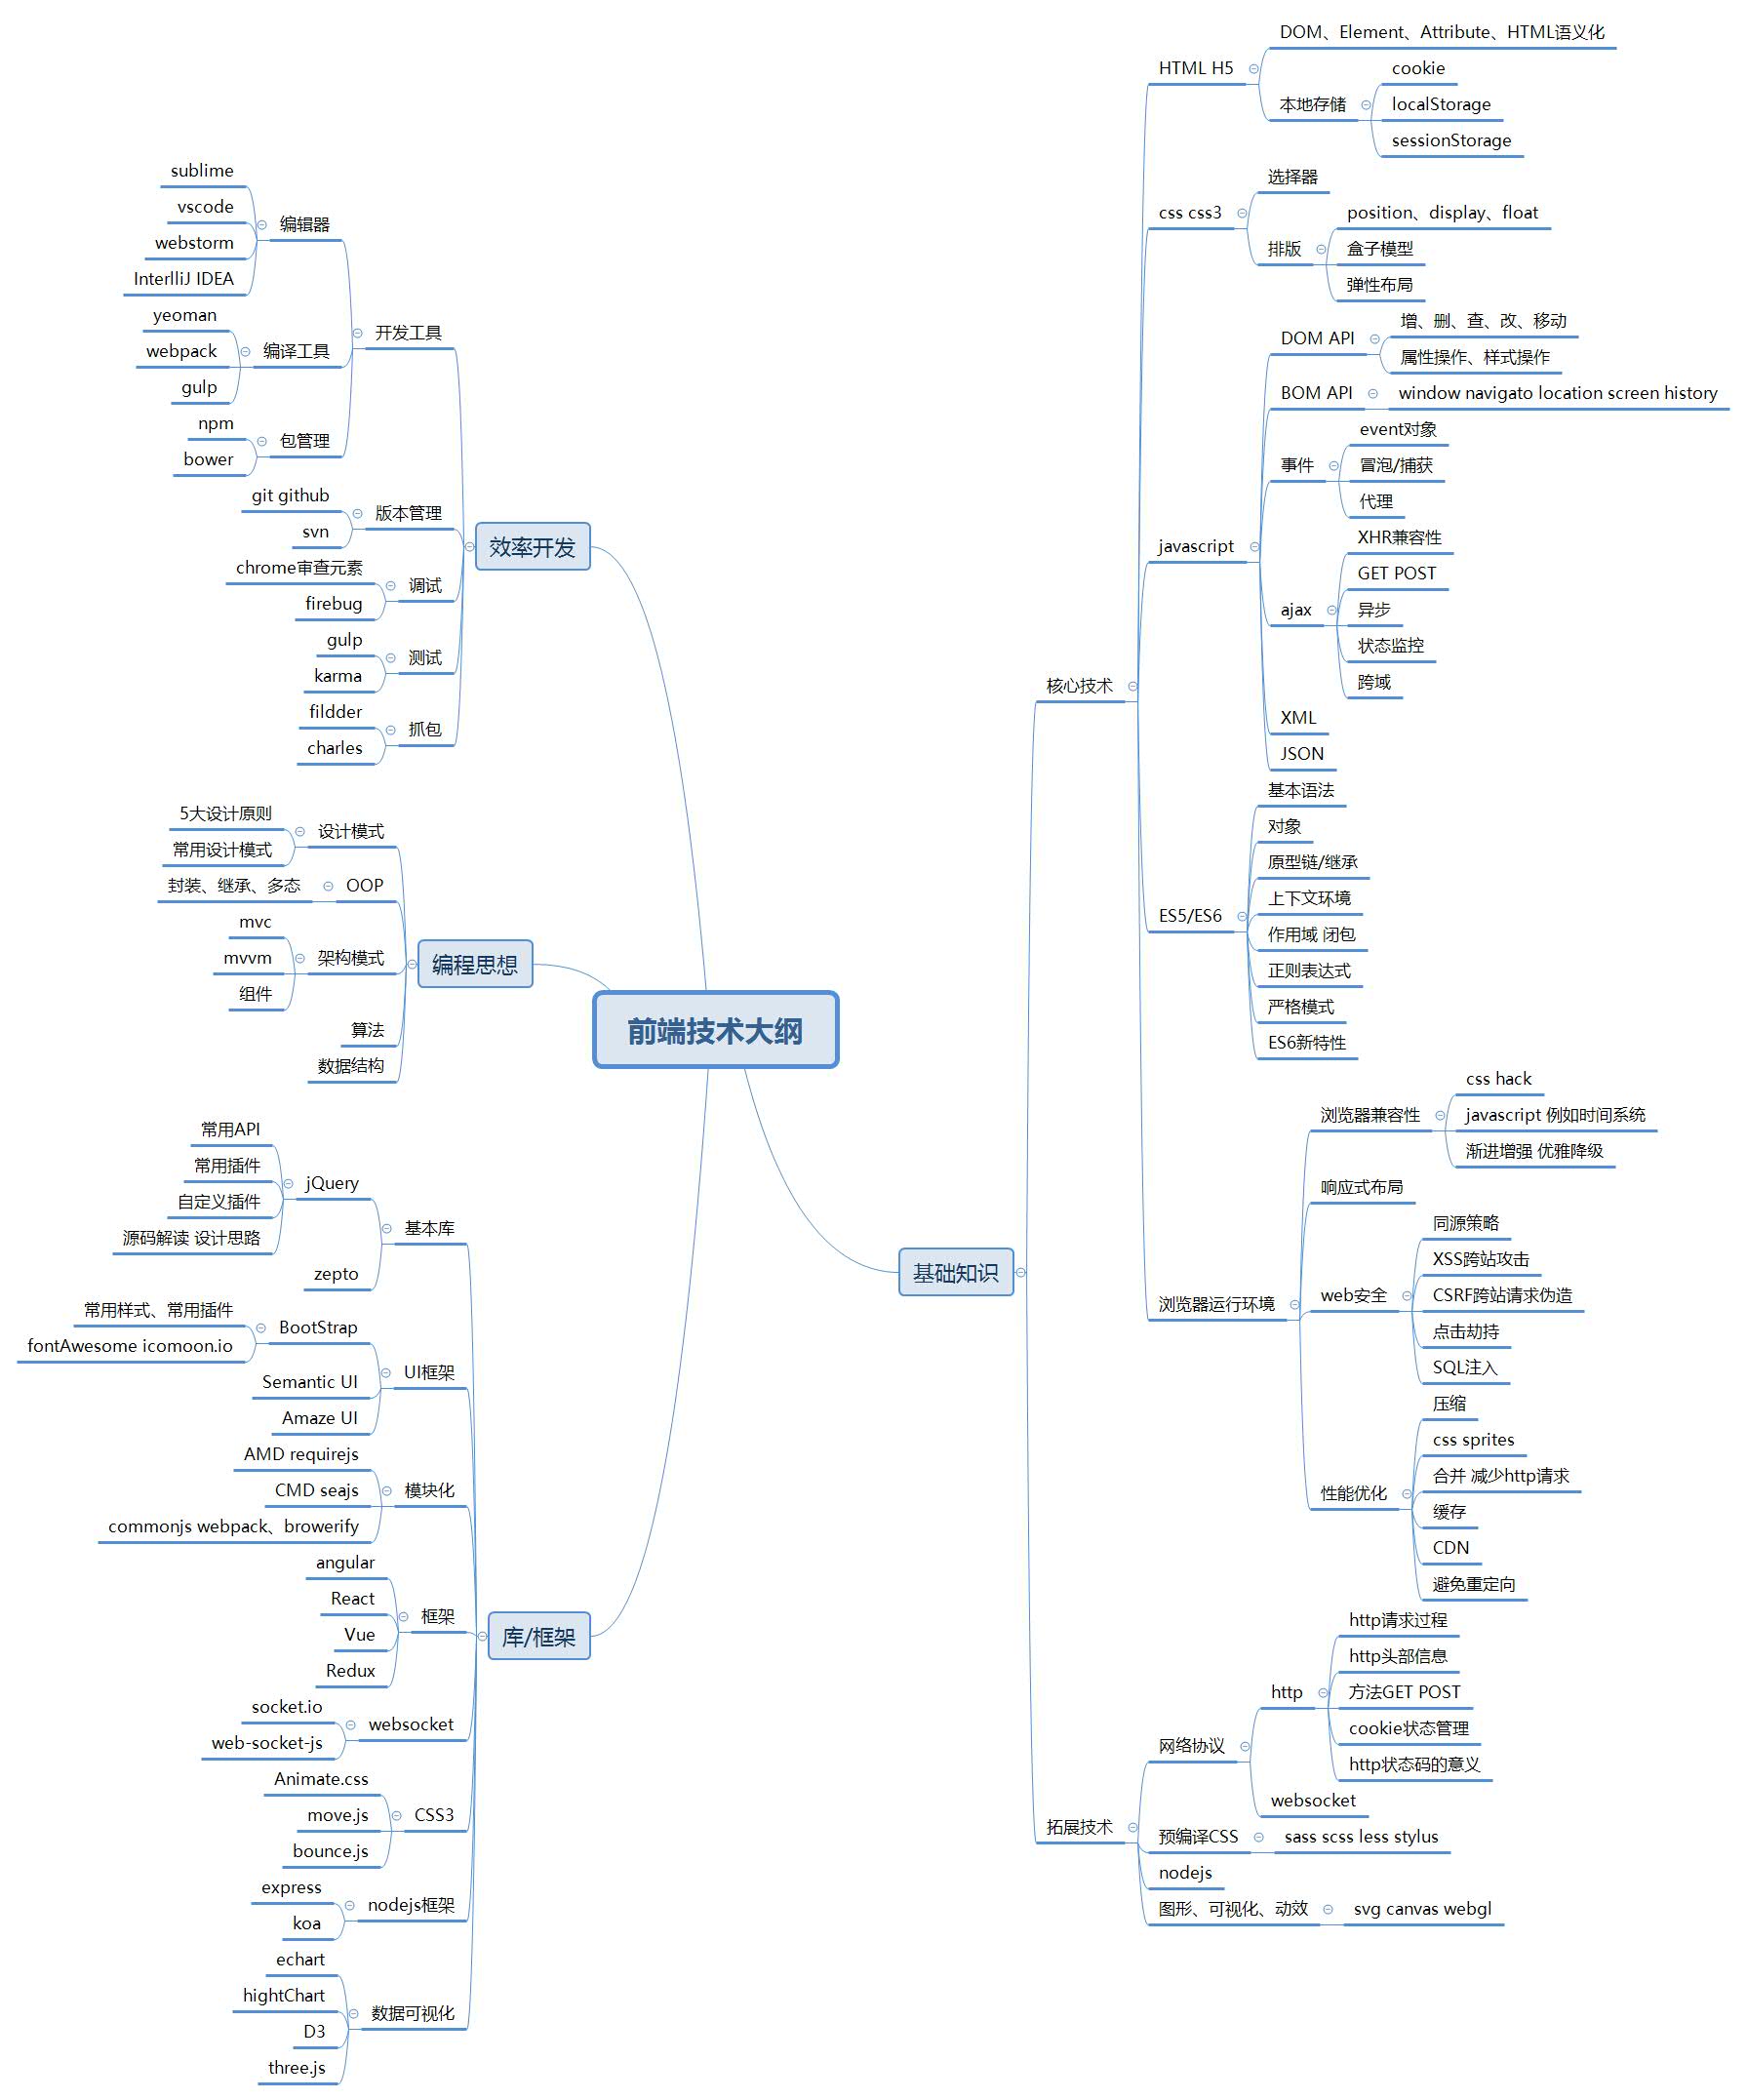 前端技术大纲
基础知识
核心技术
HTML H5
DOM、Element、Attribute、HTML语义化
本地存储
cookie
localStorage
sessionStorage
css css3
选择器
排版
position、display、float
盒子模型
弹性布局
javascript
DOM API
增、删、查、改、移动
属性操作、样式操作
BOM API
window navigato location screen history
事件
event对象
冒泡/捕获
代理
ajax
XHR兼容性
GET POST
异步
状态监控
跨域
XML
JSON
ES5/ES6
基本语法
对象
原型链/继承
上下文环境
作用域 闭包
正则表达式
严格模式
ES6新特性
浏览器运行环境
浏览器兼容性
css hack
javascript 例如时间系统
渐进增强 优雅降级
响应式布局
web安全
同源策略
XSS跨站攻击
CSRF跨站请求伪造
点击劫持
SQL注入
性能优化
压缩
css sprites
合并 减少http请求
缓存
CDN
避免重定向
拓展技术
网络协议
http
http请求过程
http头部信息
方法GET POST
cookie状态管理
http状态码的意义
websocket
预编译CSS
sass scss less stylus
nodejs
图形、可视化、动效
svg canvas webgl
效率开发
开发工具
编辑器
sublime
vscode
webstorm
InterlliJ IDEA
编译工具
yeoman
webpack
gulp
包管理
npm
bower
版本管理
git github
svn
调试
chrome审查元素
firebug
测试
gulp
karma
抓包
fildder
charles
编程思想
设计模式
5大设计原则
常用设计模式
OOP
封装、继承、多态
架构模式
mvc
mvvm
组件
算法
数据结构
库/框架
基本库
jQuery
常用API
常用插件
自定义插件
源码解读 设计思路
zepto
UI框架
BootStrap
常用样式、常用插件
fontAwesome icomoon.io
Semantic UI
Amaze UI
模块化
AMD requirejs
CMD seajs
commonjs webpack、browerify
框架
angular
React
Vue
Redux
websocket
socket.io
web-socket-js
CSS3
Animate.css
move.js
bounce.js
nodejs框架
express
koa
数据可视化
echart
hightChart
D3
three.js